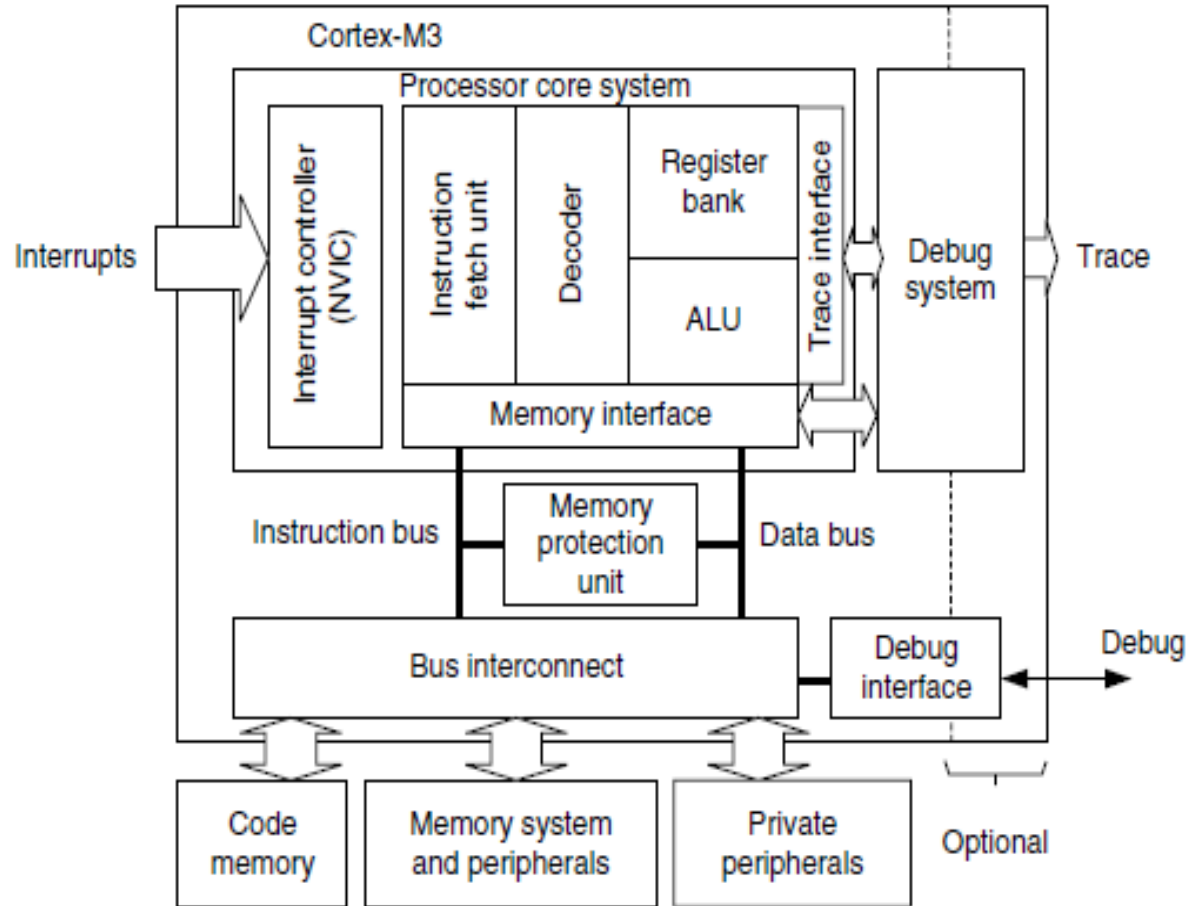 Cortex-M3
Processor core system
Interrupts
Interrupt controller
(NVIC)
Instruction
fetch unit
Decoder
Register
bank
ALU
Trace interface
Debug
system
Trace
Memory interface
Instruction bus
Memory
protection
unit
Data bus
Bus interconnect
Debug
interface
Debug
Code
memory
Memory system
and peripherals
Private
peripherals
Optional